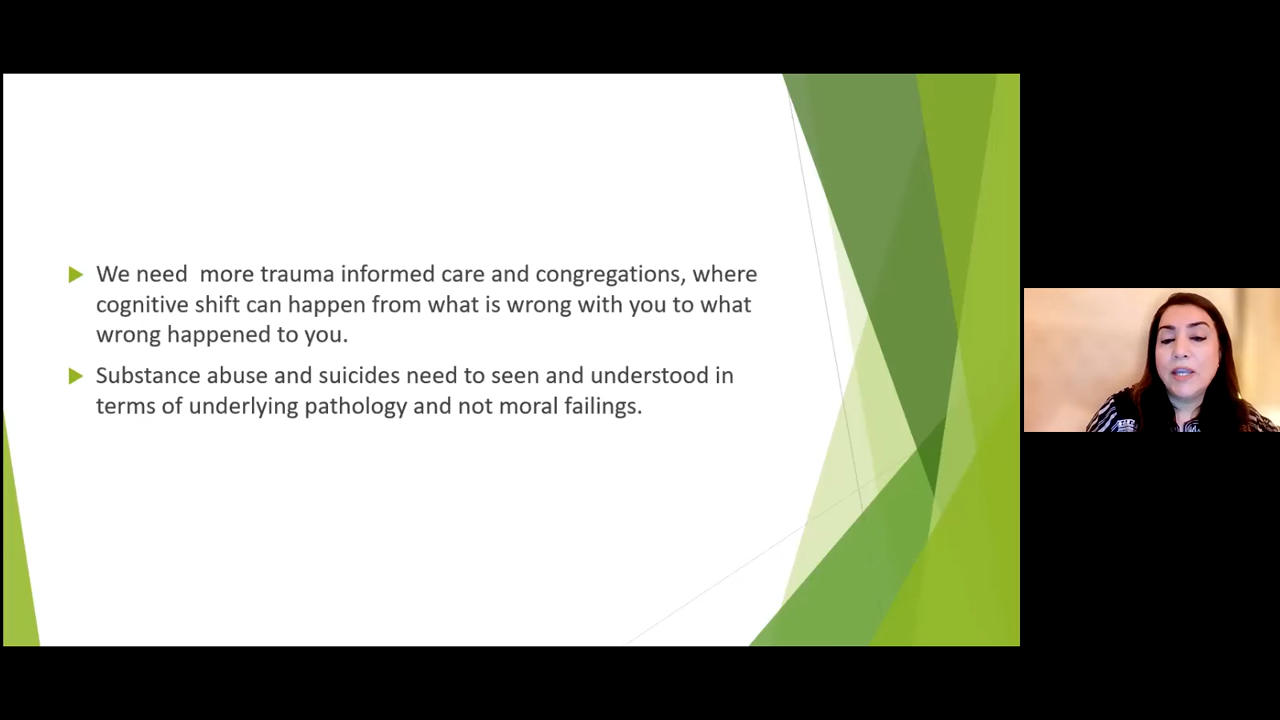 We need  more trauma informed care and congregations, where
cognitive shift can happen from what is wrong with you to what
wrong happened to you.
Substance abuse and suicides need to seen and understood in
terms of underlying pathology and not moral failings.